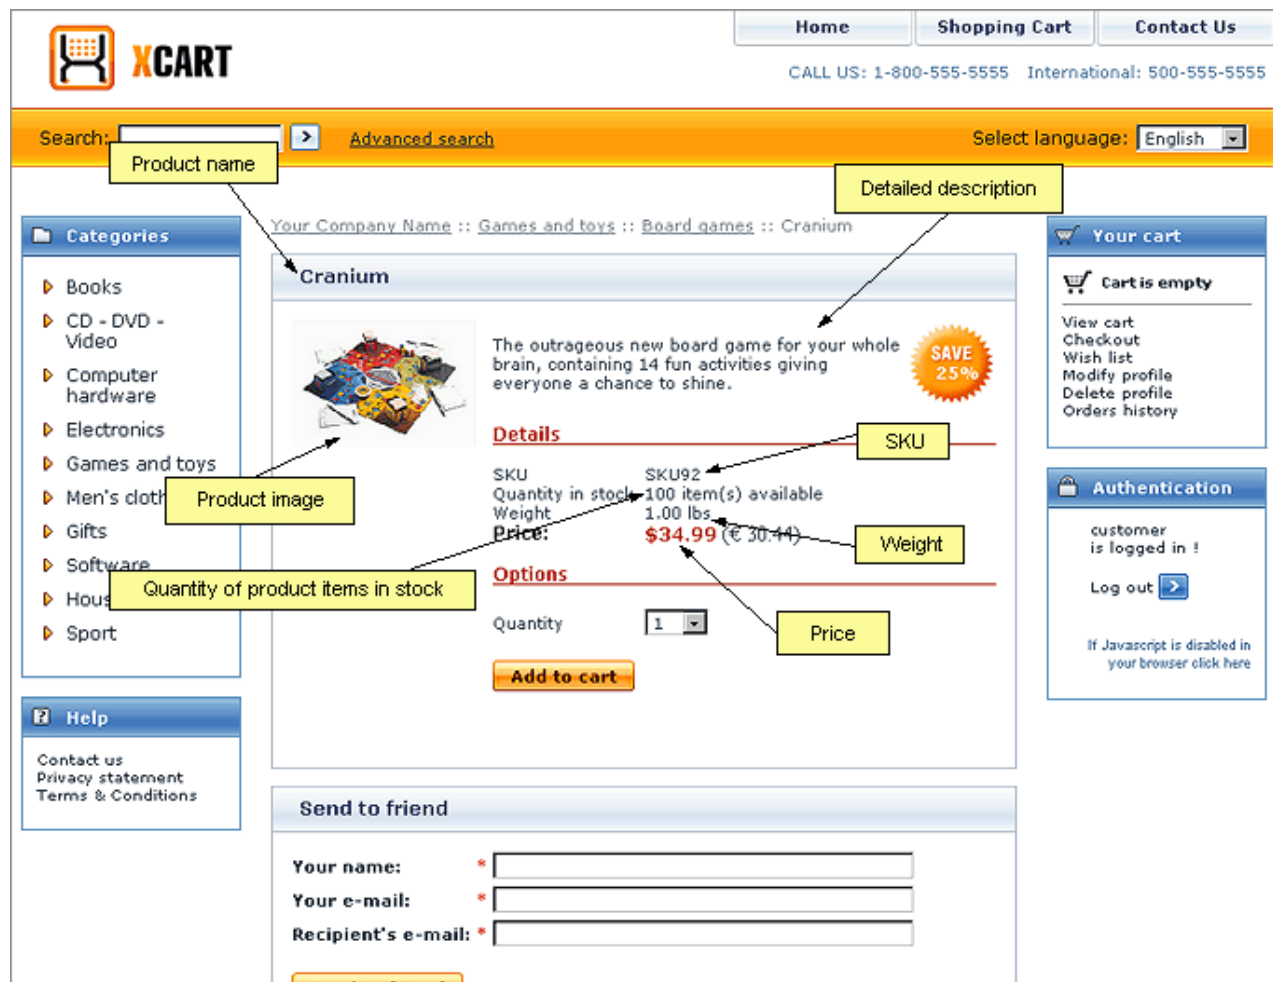 Home
Shopping Cart
Contact Us
XCART
CALL US: 1-800-555-5555 International: 500-555-5555
Search:
Advanced search
Select language: English
Product name
Detailed description
Your Company Name :: Games and toys :: Board games :: Cranium
Categories
Books
CD - DVD -
Video
Computer
hardware
Electronics
Games and toys
Men's cloth
Gifts
Software
Hous
Sport
Help
Contact us
Privacy statement
Terms & Conditions
Cranium
The outrageous new board game for your whole
brain, containing 14 fun activities giving
everyone a chance to shine.
SAVE
25%
Details
SKU
SKU SKU92
Quantity in stock 100 item(s) available
Weight 1.00 lbs
Price: $34.99 (€ 30.44)
Product image
Weight
Quantity of product items in stock
Options
Quantity 1
Price
Add to cart
Send to friend
Your name: *
Your e-mail: *
Recipient's e-mail: *
Your cart
Cart is empty
View cart
Checkout
Wish list
Modify profile
Delete profile
Orders history
Authentication
customer
is logged in !
Log out
If Javascript is disabled in
your browser click here